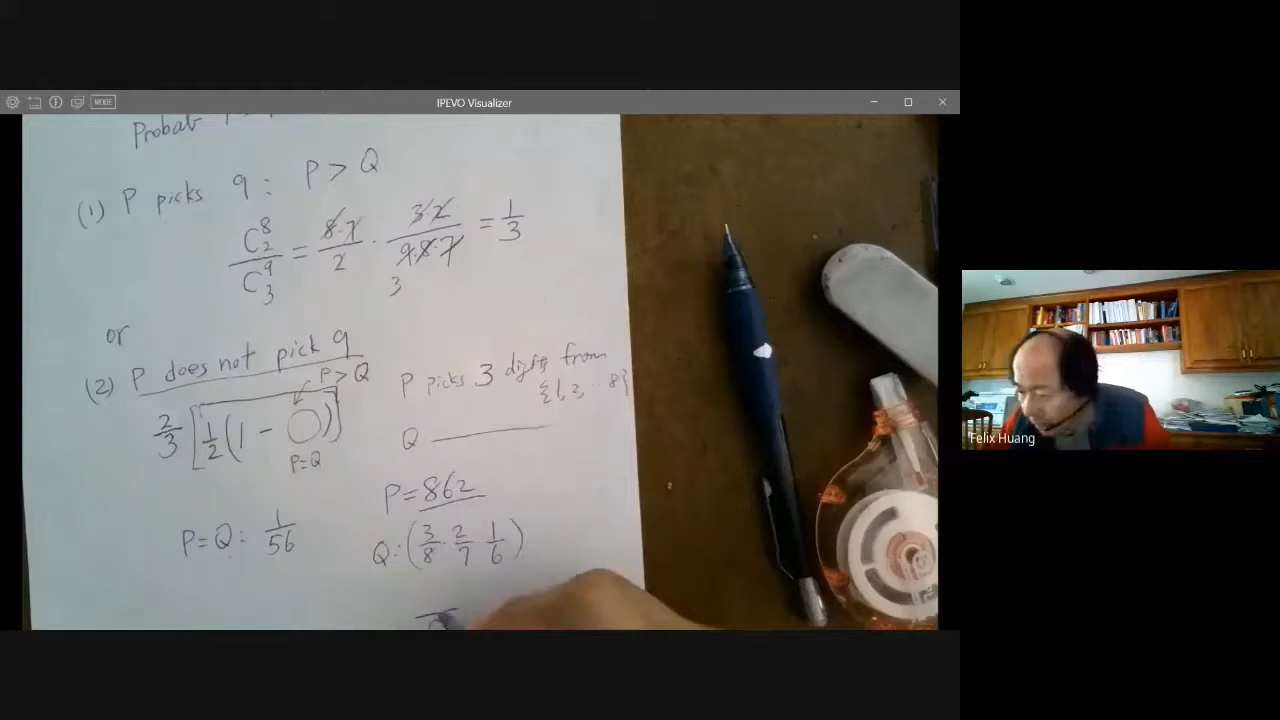 IPEVO Visualizer
MODE
Probab
(1) P picks 9 : P > Q
C⁸₂ / C⁹₃ = 8·7 / 2 · 3·2 / 9·8·7 = 1/3
3
or
(2) P does not pick 9
P > Q
P picks 3 digits from {1, 2, ..8}
2/3 [1/2 (1 - ○)]
P=Q
Q
P = 862
P = Q : 1/56
Q : (3/8 · 2/7 · 1/6)
Felix Huang